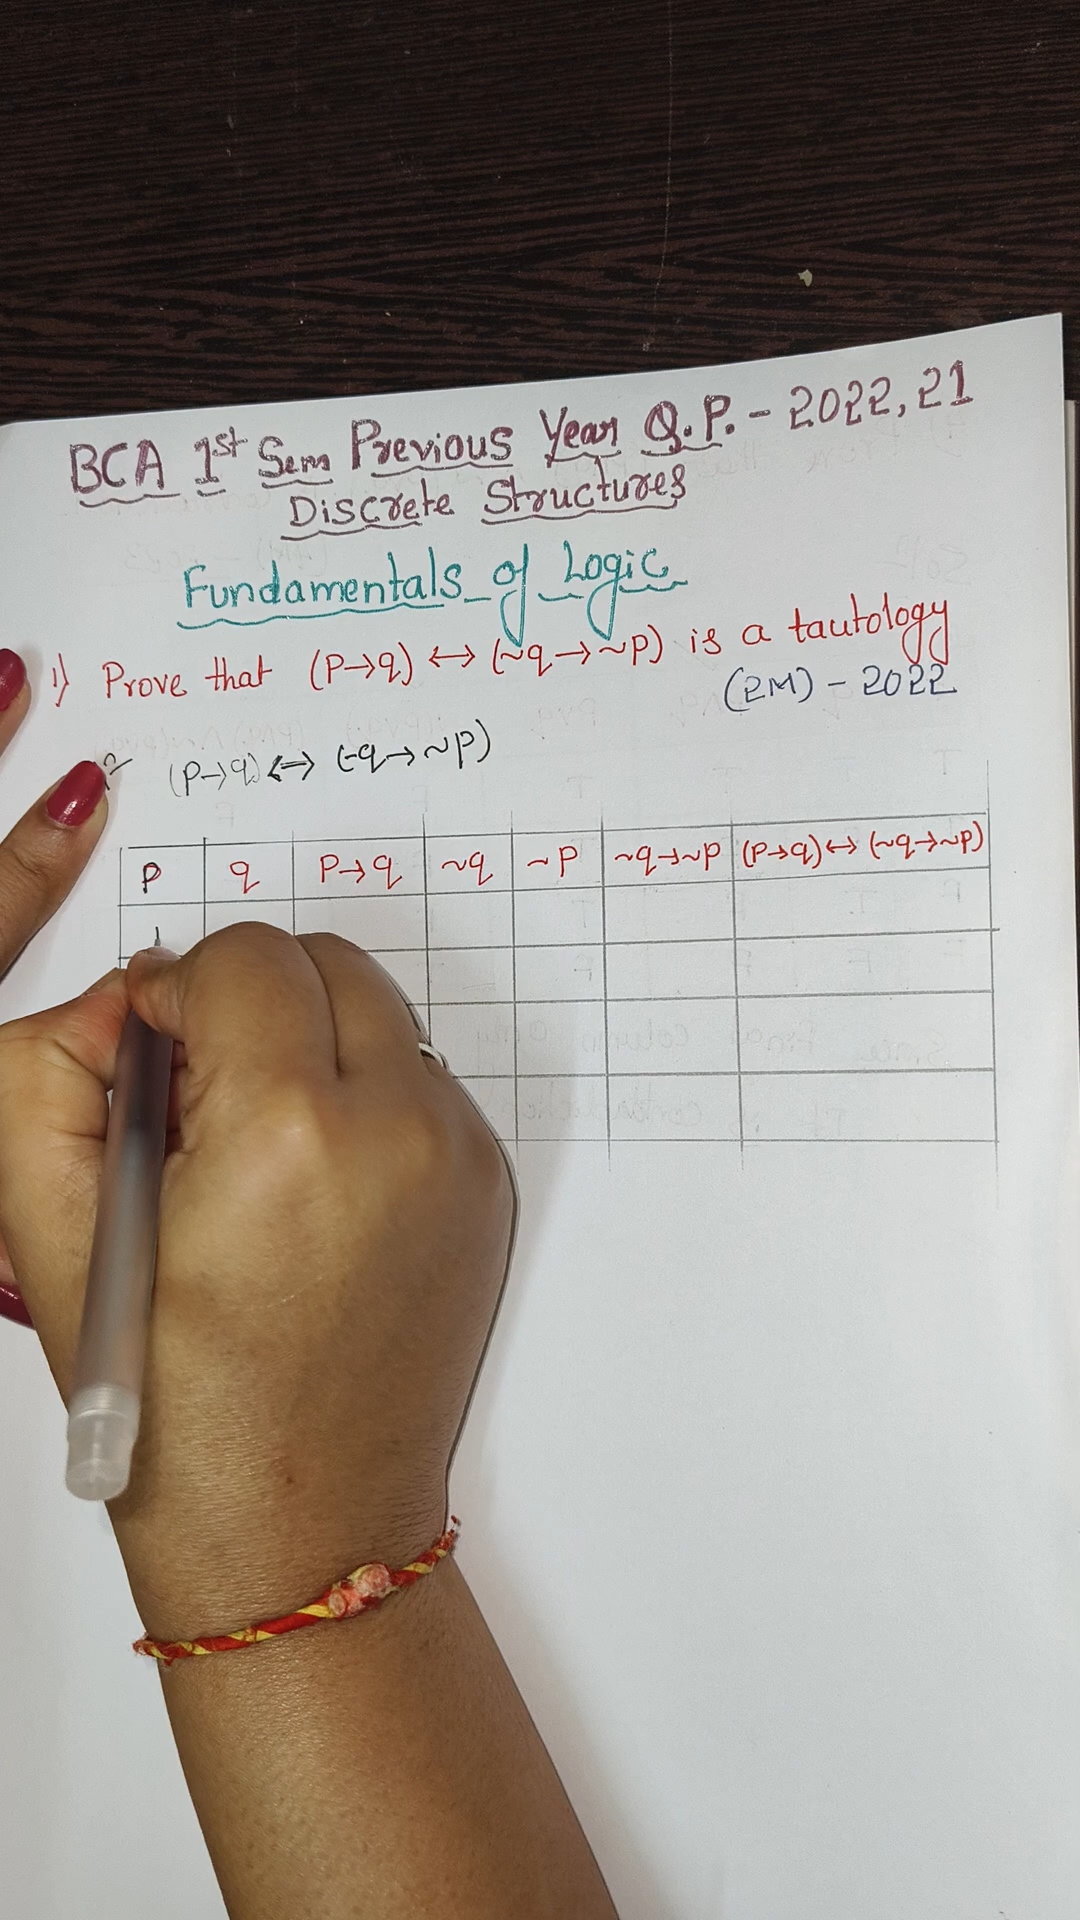 BCA 1st Sem Previous Year Q.P. - 2022, 21
Discrete Structures
Fundamentals of Logic
1) Prove that (P→q) ↔ (~q→~P) is a tautology
(2M) - 2022
(P→q) ↔ (~q→~P)
P q P→q ~q ~P ~q→~P (P→q)↔(~q→~P)